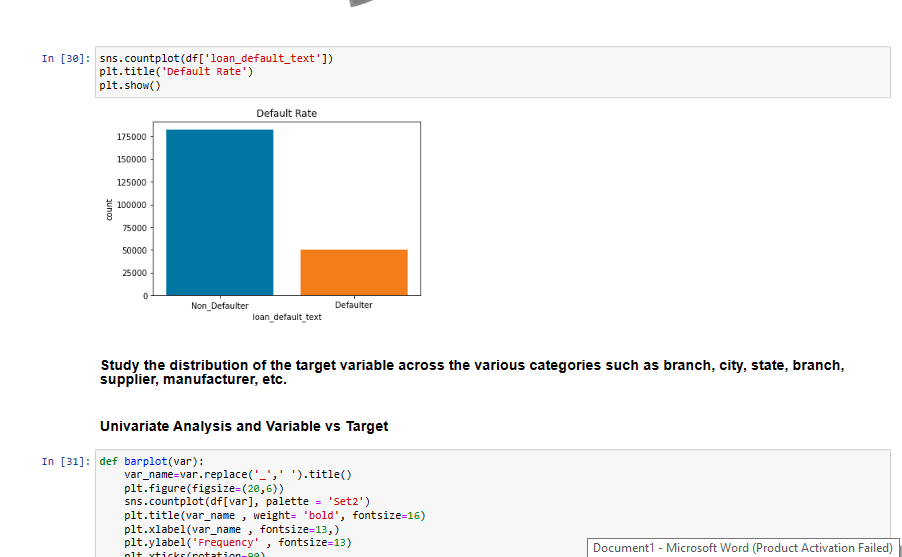 In [30]: sns.countplot(df['loan_default_text'])
plt.title('Default Rate')
plt.show()
Default Rate
175000
150000
125000
100000
75000
50000
25000
0
count
Non_Defaulter Defaulter
loan_default_text
Study the distribution of the target variable across the various categories such as branch, city, state, branch,
supplier, manufacturer, etc.
Univariate Analysis and Variable vs Target
In [31]: def barplot(var):
var_name=var.replace('_',' ').title()
plt.figure(figsize=(20,6))
sns.countplot(df[var], palette = 'Set2')
plt.title(var_name , weight= 'bold', fontsize=16)
plt.xlabel(var_name , fontsize=13,)
plt.ylabel('Frequency' , fontsize=13)
plt.xticks(rotation=90)
Document1 - Microsoft Word (Product Activation Failed)